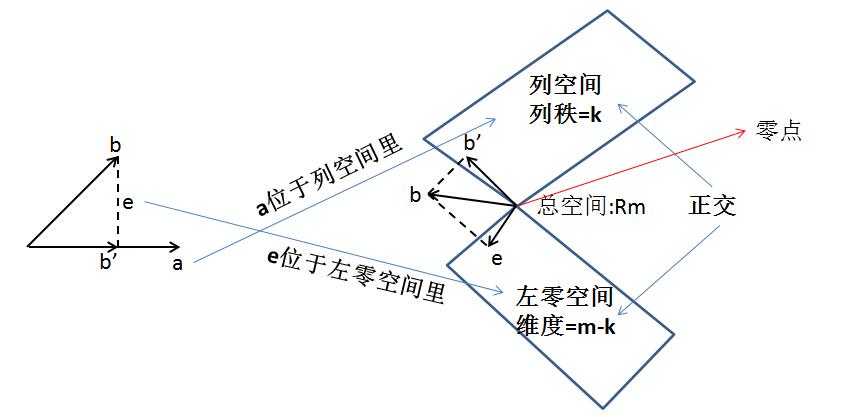 b
e
b’
a
a位于列空间里
e位于左零空间里
列空间
列秩=k
b’
b
e
总空间:Rm
零点
正交
左零空间
维度=m-k